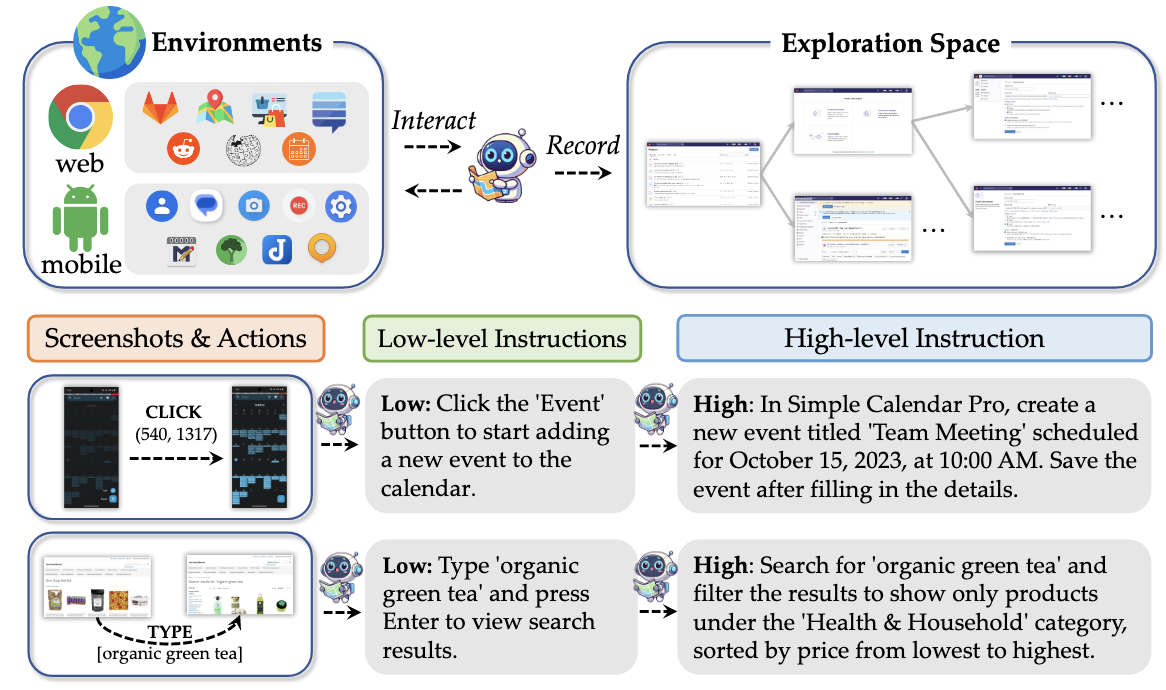 Environments
web
mobile
REC
Interact
Record
Exploration Space
...
...
...
Screenshots & Actions
Low-level Instructions
High-level Instruction
CLICK
(540, 1317)
Low: Click the 'Event'
button to start adding
a new event to the
calendar.
High: In Simple Calendar Pro, create a
new event titled 'Team Meeting' scheduled
for October 15, 2023, at 10:00 AM. Save the
event after filling in the details.
TYPE
[organic green tea]
Low: Type 'organic
green tea' and press
Enter to view search
results.
High: Search for 'organic green tea' and
filter the results to show only products
under the 'Health & Household' category,
sorted by price from lowest to highest.